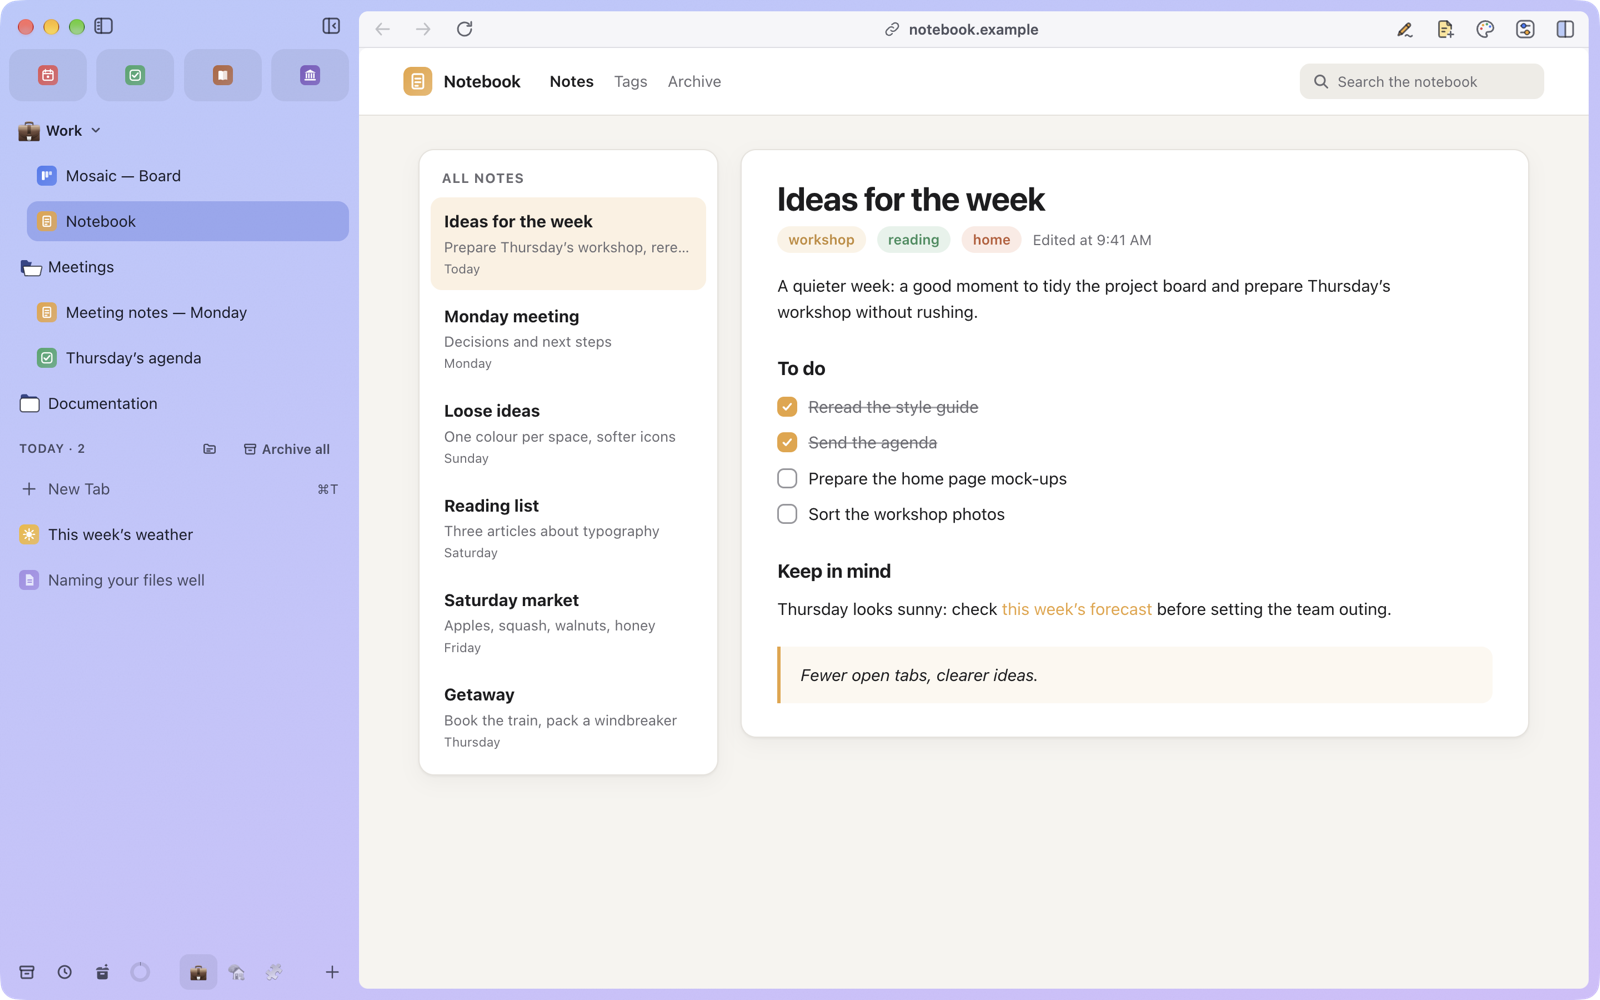 Work
Mosaic — Board
Notebook
Meetings
Meeting notes — Monday
Thursday’s agenda
Documentation
TODAY · 2
Archive all
New Tab
⌘T
This week’s weather
Naming your files well
notebook.example
Notebook
Notes
Tags
Archive
Search the notebook
ALL NOTES
Ideas for the week
Prepare Thursday’s workshop, rere...
Today
Monday meeting
Decisions and next steps
Monday
Loose ideas
One colour per space, softer icons
Sunday
Reading list
Three articles about typography
Saturday
Saturday market
Apples, squash, walnuts, honey
Friday
Getaway
Book the train, pack a windbreaker
Thursday
Ideas for the week
workshop
reading
home
Edited at 9:41 AM
A quieter week: a good moment to tidy the project board and prepare Thursday’s
workshop without rushing.
To do
Reread the style guide
Send the agenda
Prepare the home page mock-ups
Sort the workshop photos
Keep in mind
Thursday looks sunny: check this week’s forecast before setting the team outing.
Fewer open tabs, clearer ideas.